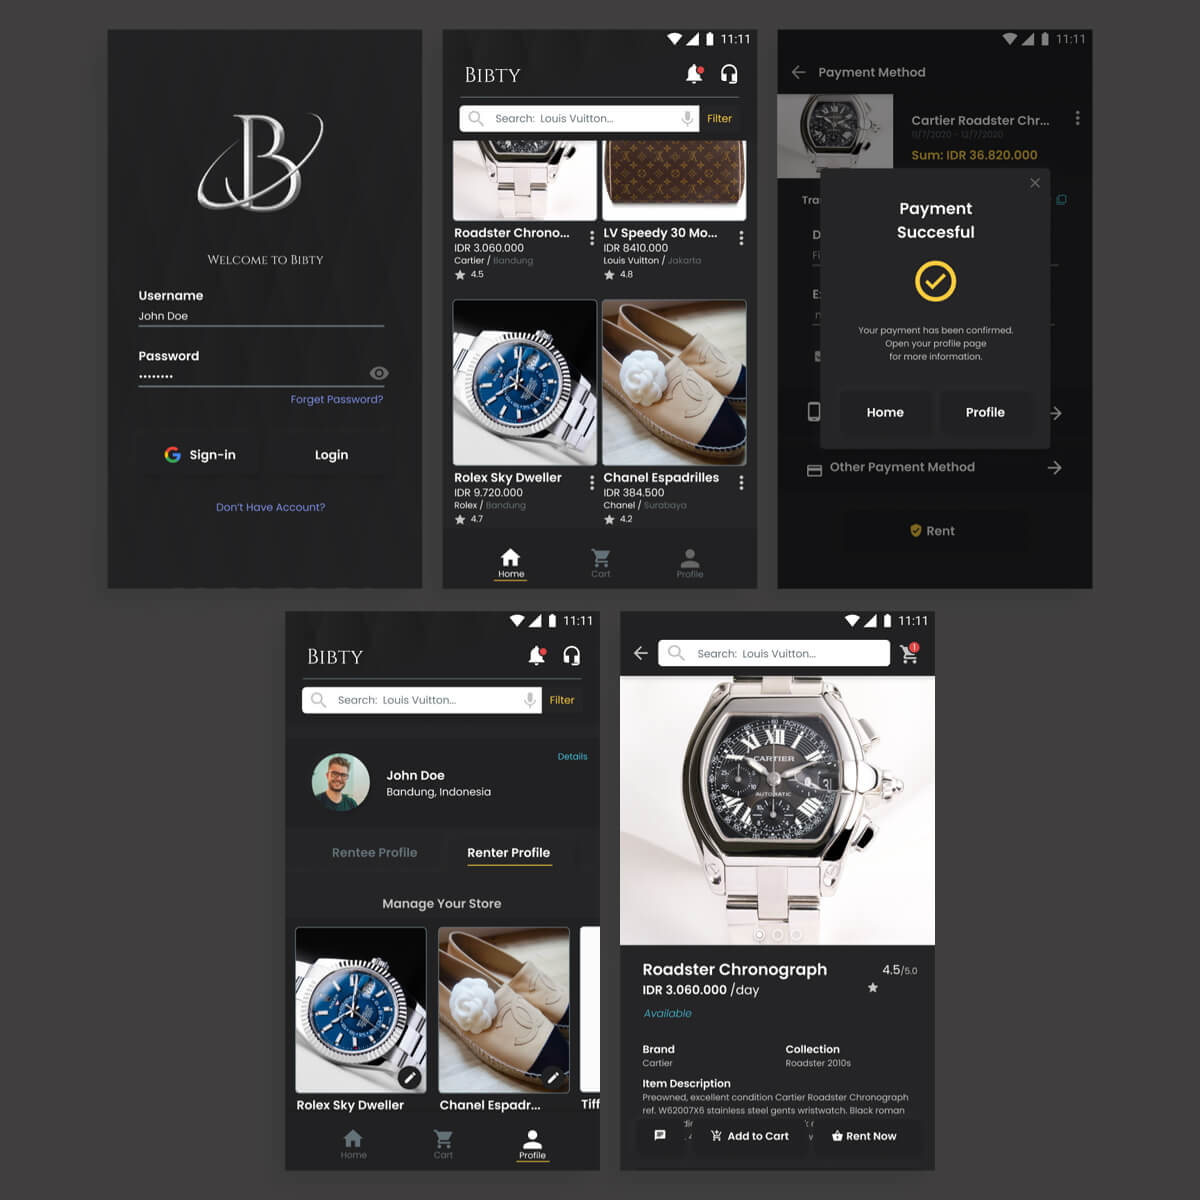 B
WELCOME TO BIBTY
Username
John Doe
Password
Forget Password?
Sign-in
Login
Don't Have Account?
11:11
BIBTY
Search: Louis Vuitton...
Filter
Roadster Chrono...
IDR 3.060.000
Cartier / Bandung
4.5
LV Speedy 30 Mo...
IDR 8410.000
Louis Vuitton / Jakarta
4.8
Rolex Sky Dweller
IDR 9.720.000
Rolex / Bandung
4.7
Chanel Espadrilles
IDR 384.500
Chanel / Surabaya
4.2
Home
Cart
Profile
11:11
Payment Method
Cartier Roadster Chr...
11/7/2020 - 12/7/2020
Sum: IDR 36.820.000
Tra
D
Fi
E
Payment
Succesful
Your payment has been confirmed.
Open your profile page
for more information.
Home
Profile
Other Payment Method
Rent
11:11
BIBTY
Search: Louis Vuitton...
Filter
Details
John Doe
Bandung, Indonesia
Rentee Profile
Renter Profile
Manage Your Store
Rolex Sky Dweller
Chanel Espadr...
Tiff
Home
Cart
Profile
11:11
Search: Louis Vuitton...
1
TACHYMETRE
CARTIER
AUTOMATIC
Roadster Chronograph
4.5/5.0
IDR 3.060.000 /day
Available
Brand
Collection
Cartier
Roadster 2010s
Item Description
Preowned, excellent condition Cartier Roadster Chronograph
ref. W62007X6 stainless steel gents wristwatch. Black roman
Add to Cart
Rent Now